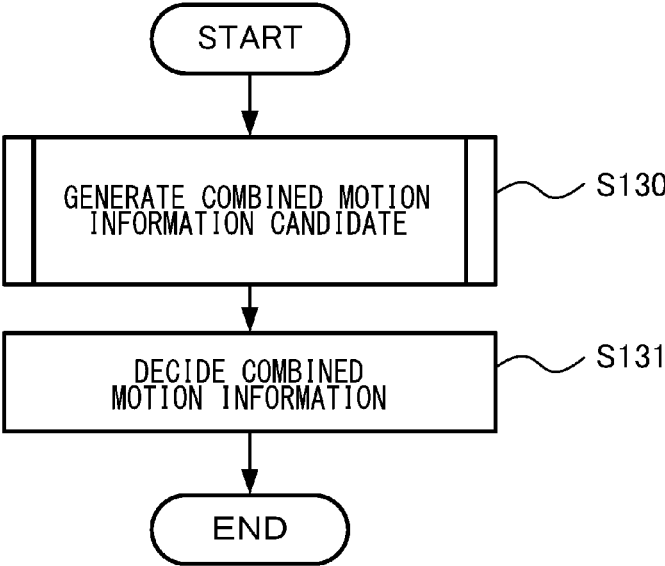 START
GENERATE COMBINED MOTION
INFORMATION CANDIDATE
S130
DECIDE COMBINED
MOTION INFORMATION
S131
END